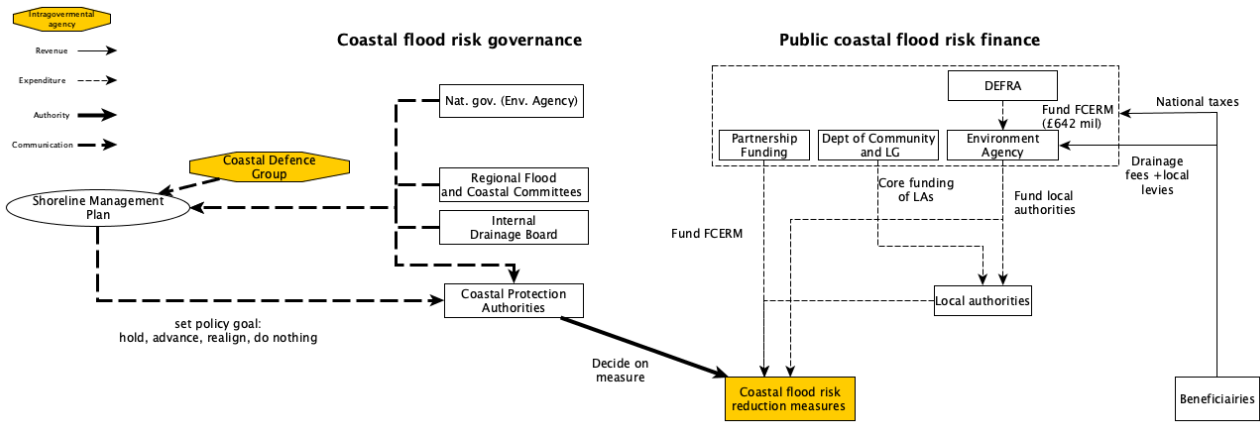 Intragovermental
agency
Revenue
Expenditure
Authority
Communication
Coastal flood risk governance
Nat. gov. (Env. Agency)
Coastal Defence
Group
Regional Flood
and Coastal Committees
Shoreline Management
Plan
Internal
Drainage Board
Coastal Protection
Authorities
set policy goal:
hold, advance, realign, do nothing
Decide on
measure
Public coastal flood risk finance
DEFRA
Fund FCERM
(£642 mil)
National taxes
Partnership
Funding
Dept of Community
and LG
Environment
Agency
Drainage
fees +local
levies
Core funding
of LAs
Fund local
authorities
Fund FCERM
Local authorities
Coastal flood risk
reduction measures
Beneficiairies